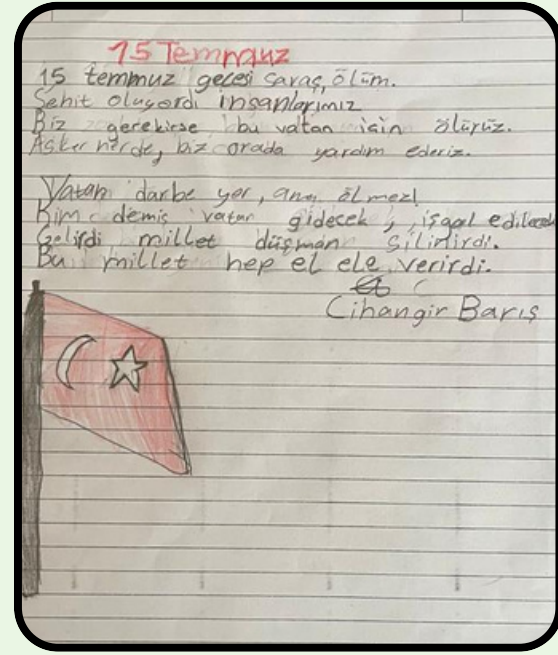 15 Temmuz
15 temmuz gecesi savaş, ölüm.
Şehit oluyordı insanlarımız
Biz gerekirse bu vatan için ölürüz.
Asker nerde, biz orada yardım ederiz.
Vatan darbe yer, ama ölmez!
Kim demiş vatan gidecek, işgal edilecek
Gelirdi millet düşman silinirdi.
Bu millet hep el ele verirdi.
Cihangir Barış